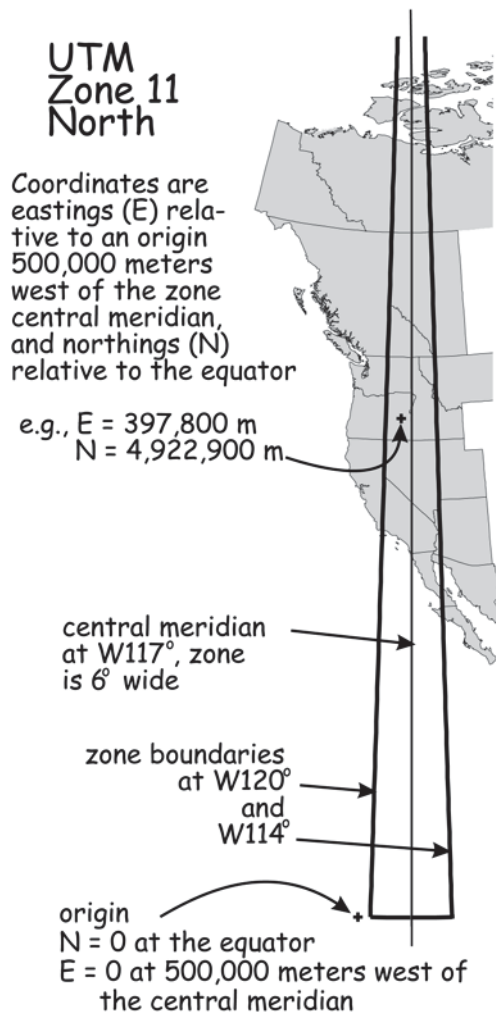 UTM
Zone 11
North
Coordinates are
eastings (E) rela-
tive to an origin
500,000 meters
west of the zone
central meridian,
and northings (N)
relative to the equator
e.g., E = 397,800 m
N = 4,922,900 m
central meridian
at W117°, zone
is 6° wide
zone boundaries
at W120°
and
W114°
origin
N = 0 at the equator
E = 0 at 500,000 meters west of
the central meridian